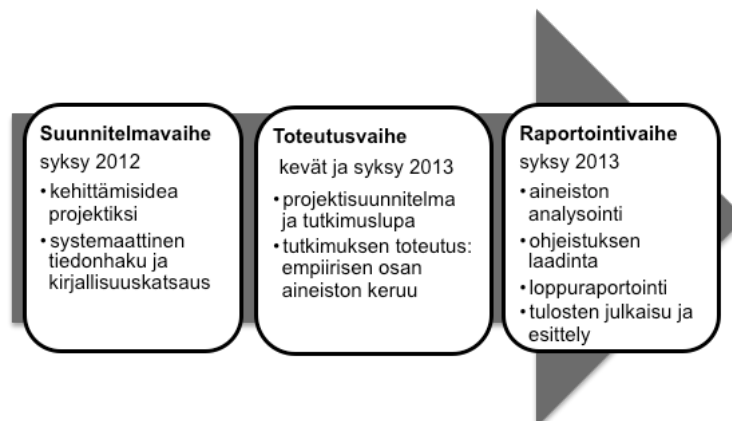 Suunnitelmavaihe
syksy 2012
• kehittämisidea
projektiksi
• systemaattinen
tiedonhaku ja
kirjallisuuskatsaus
Toteutusvaihe
kevät ja syksy 2013
• projektisuunnitelma
ja tutkimuslupa
• tutkimuksen toteutus:
empiirisen osan
aineiston keruu
Raportointivaihe
syksy 2013
• aineiston
analysointi
• ohjeistuksen
laadinta
• loppuraportointi
• tulosten julkaisu ja
esittely